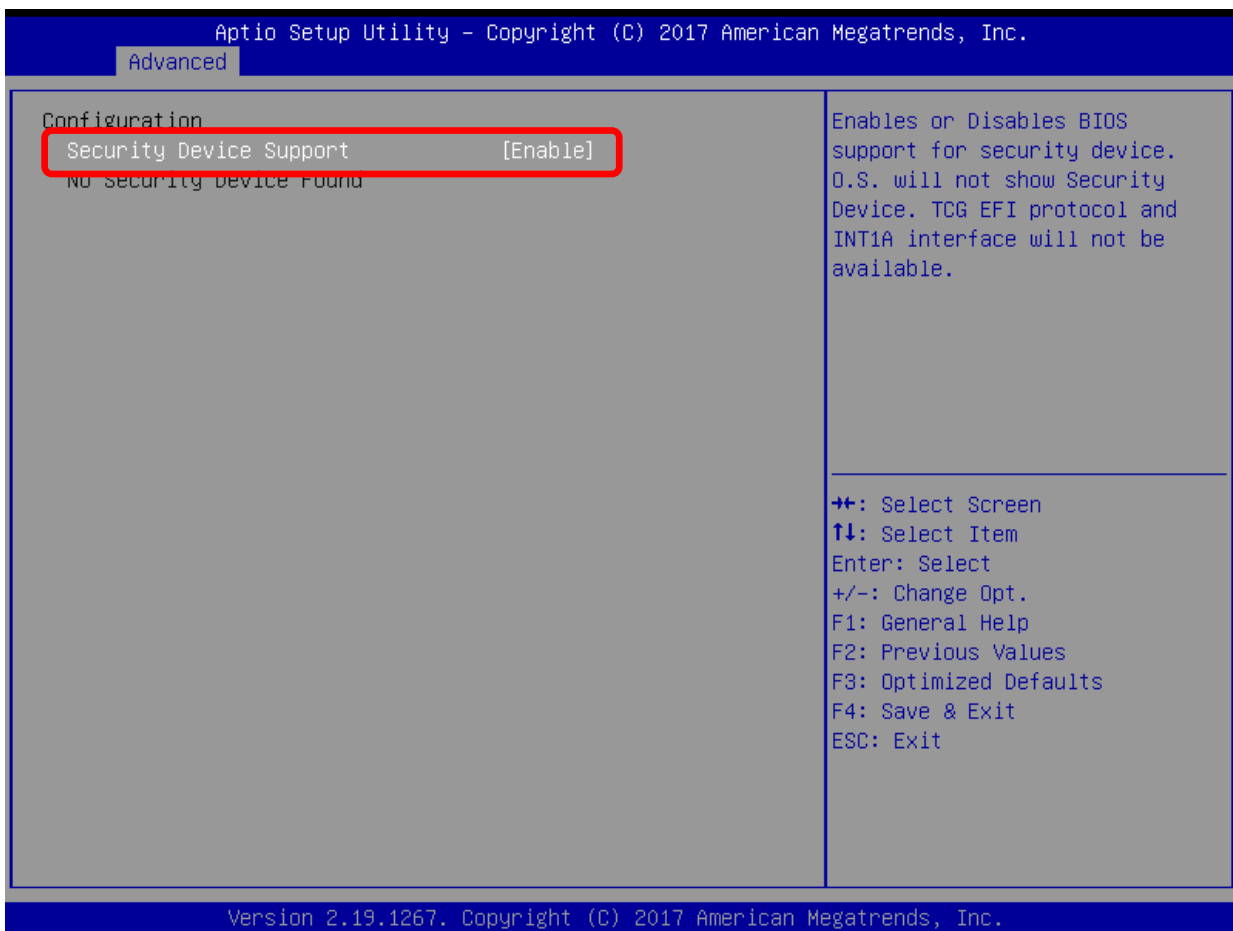 Aptio Setup Utility – Copyright (C) 2017 American Megatrends, Inc.
Advanced
Configuration
Security Device Support [Enable]
No Security Device Found
Enables or Disables BIOS
support for security device.
O.S. will not show Security
Device. TCG EFI protocol and
INT1A interface will not be
available.
→←: Select Screen
↑↓: Select Item
Enter: Select
+/-: Change Opt.
F1: General Help
F2: Previous Values
F3: Optimized Defaults
F4: Save & Exit
ESC: Exit
Version 2.19.1267. Copyright (C) 2017 American Megatrends, Inc.